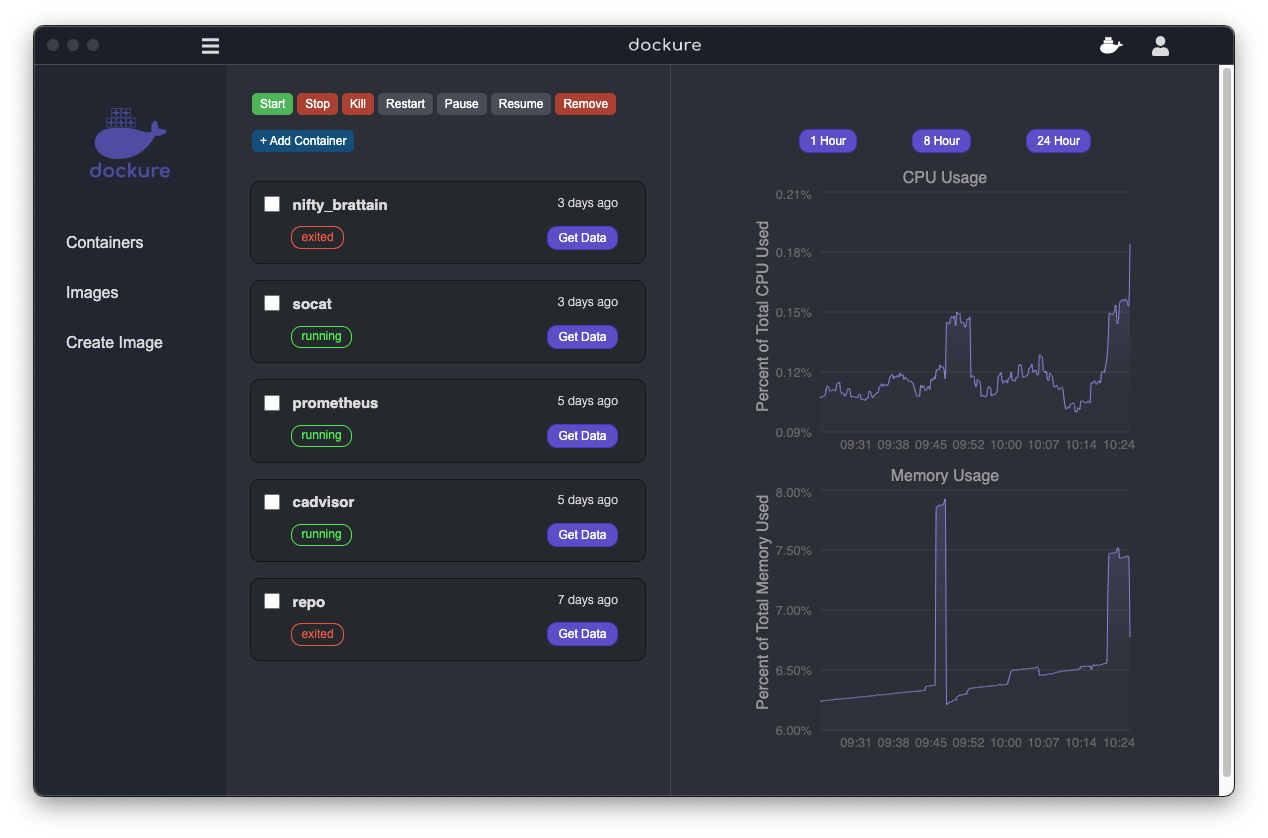 dockure
dockure
Containers
Images
Create Image
Start Stop Kill Restart Pause Resume Remove
+ Add Container
nifty_brattain 3 days ago
exited Get Data
socat 3 days ago
running Get Data
prometheus 5 days ago
running Get Data
cadvisor 5 days ago
running Get Data
repo 7 days ago
exited Get Data
1 Hour 8 Hour 24 Hour
CPU Usage
Percent of Total CPU Used
0.21%
0.18%
0.15%
0.12%
0.09%
09:31 09:38 09:45 09:52 10:00 10:07 10:14 10:24
Memory Usage
Percent of Total Memory Used
8.00%
7.50%
7.00%
6.50%
6.00%
09:31 09:38 09:45 09:52 10:00 10:07 10:14 10:24